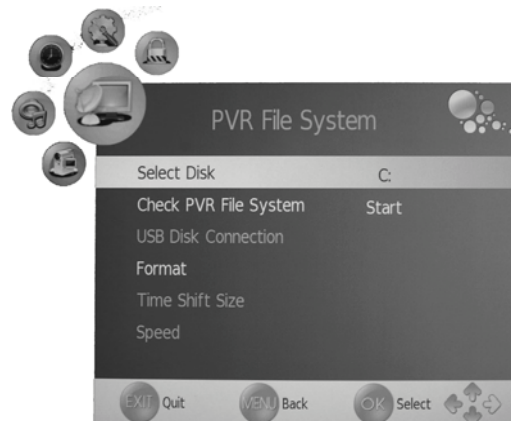 PVR File System
Select Disk C:
Check PVR File System Start
USB Disk Connection
Format
Time Shift Size
Speed
EXIT Quit MENU Back OK Select